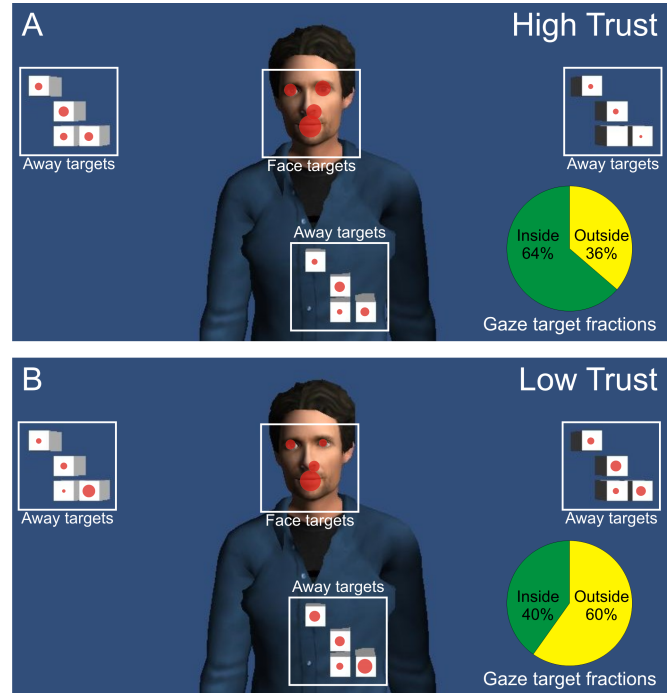 A
High Trust
Away targets
Face targets
Away targets
Away targets
Inside
64%
Outside
36%
Gaze target fractions
B
Low Trust
Away targets
Face targets
Away targets
Away targets
Inside
40%
Outside
60%
Gaze target fractions